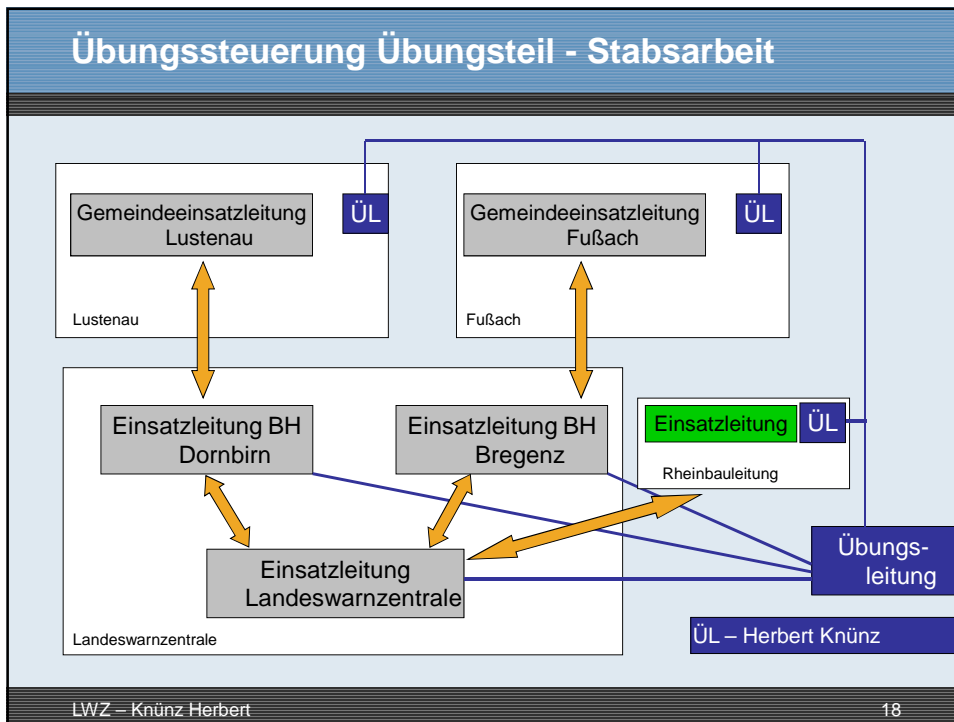 Übungssteuerung Übungsteil - Stabsarbeit
Gemeindeeinsatzleitung
Lustenau
ÜL
Lustenau
Gemeindeeinsatzleitung
Fußach
ÜL
Fußach
Einsatzleitung BH
Dornbirn
Einsatzleitung BH
Bregenz
Einsatzleitung
ÜL
Rheinbauleitung
Einsatzleitung
Landeswarnzentrale
Landeswarnzentrale
Übungs-
leitung
ÜL – Herbert Knünz
LWZ – Knünz Herbert
18